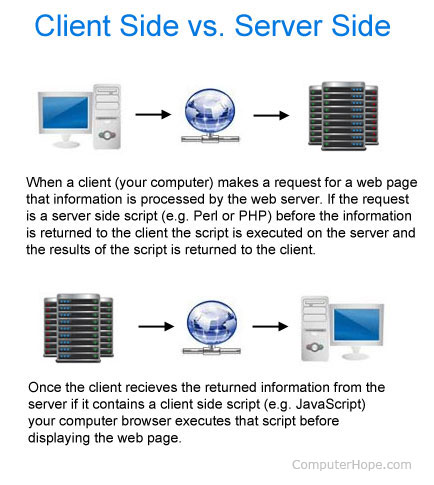 Client Side vs. Server Side
When a client (your computer) makes a request for a web page
that information is processed by the web server. If the request
is a server side script (e.g. Perl or PHP) before the information
is returned to the client the script is executed on the server and
the results of the script is returned to the client.
Once the client recieves the returned information from the
server if it contains a client side script (e.g. JavaScript)
your computer browser executes that script before
displaying the web page.
ComputerHope.com